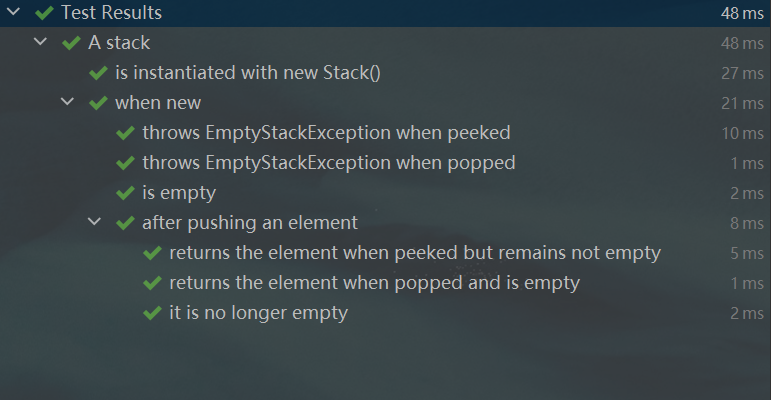 Test Results 48 ms
A stack 48 ms
is instantiated with new Stack() 27 ms
when new 21 ms
throws EmptyStackException when peeked 10 ms
throws EmptyStackException when popped 1 ms
is empty 2 ms
after pushing an element 8 ms
returns the element when peeked but remains not empty 5 ms
returns the element when popped and is empty 1 ms
it is no longer empty 2 ms